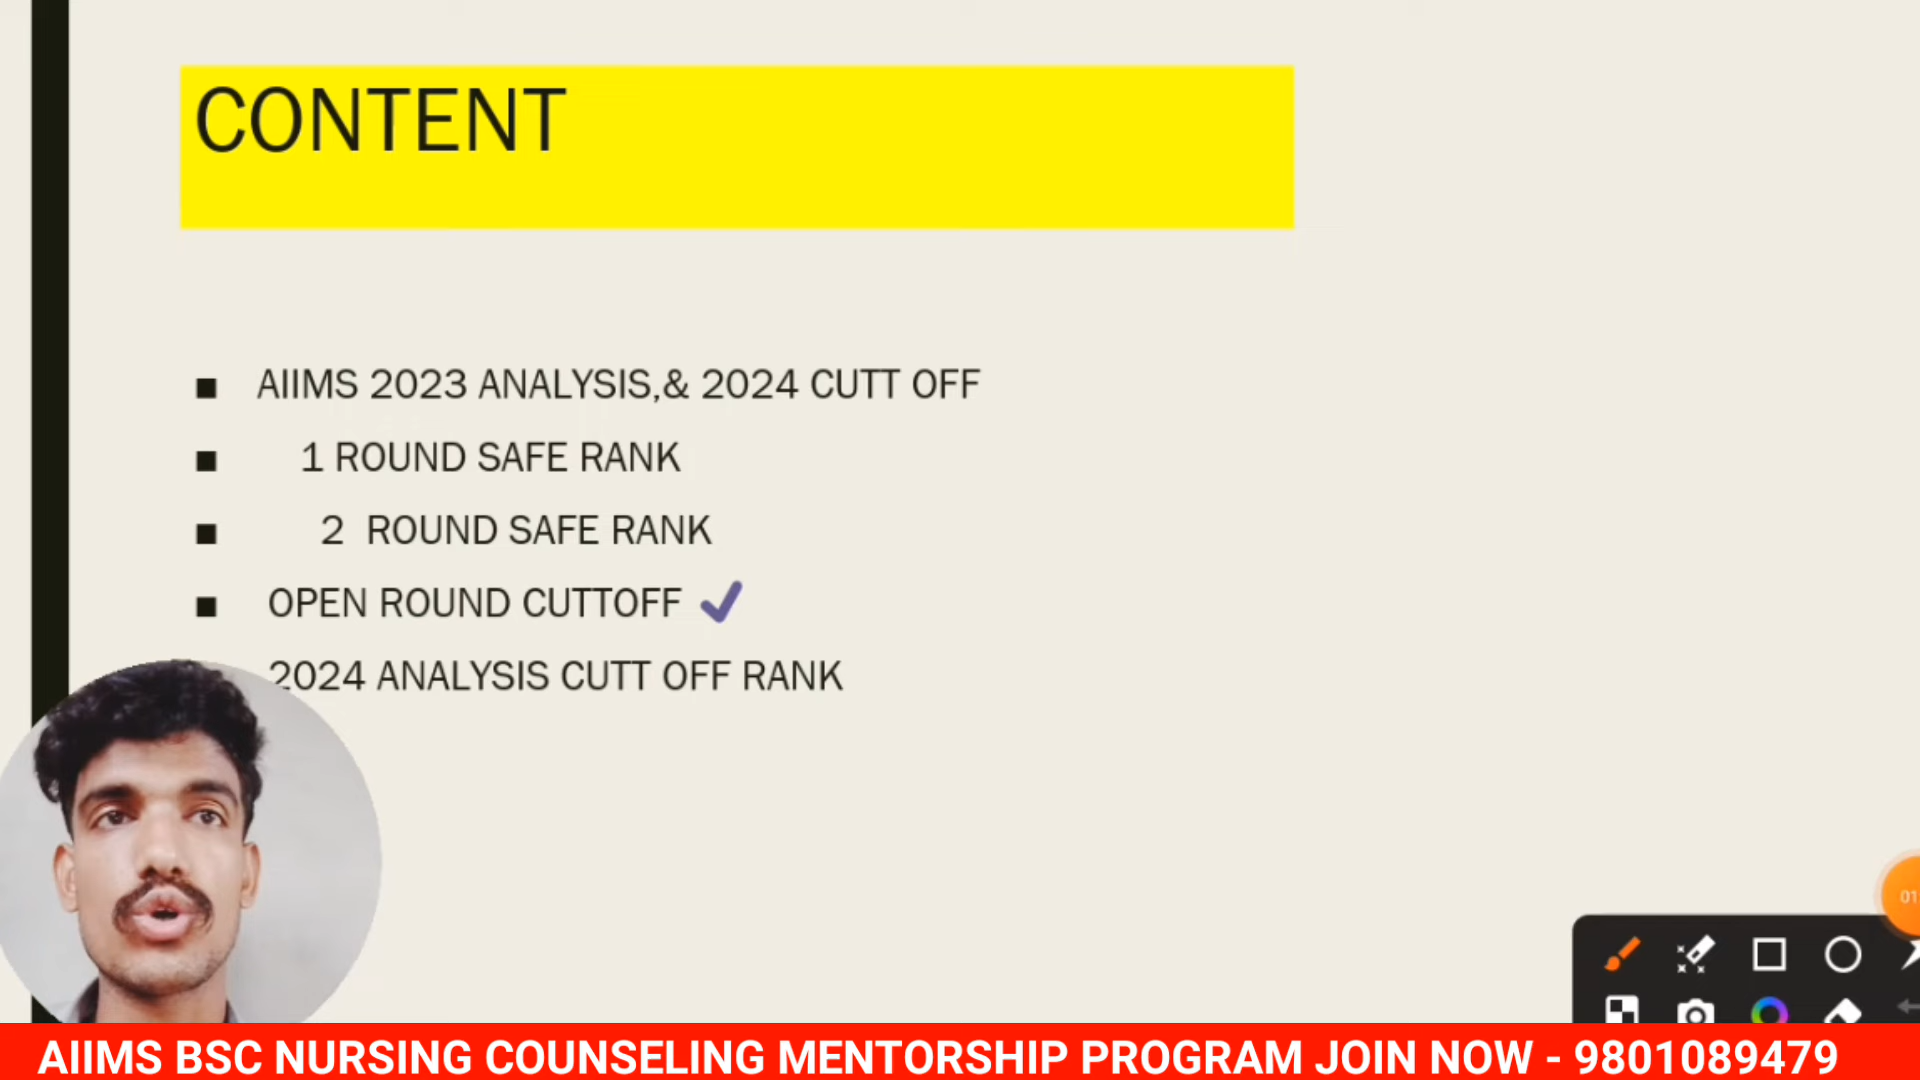 CONTENT
AIIMS 2023 ANALYSIS,& 2024 CUTT OFF
1 ROUND SAFE RANK
2 ROUND SAFE RANK
OPEN ROUND CUTTOFF
2024 ANALYSIS CUTT OFF RANK
01
AIIMS BSC NURSING COUNSELING MENTORSHIP PROGRAM JOIN NOW - 9801089479